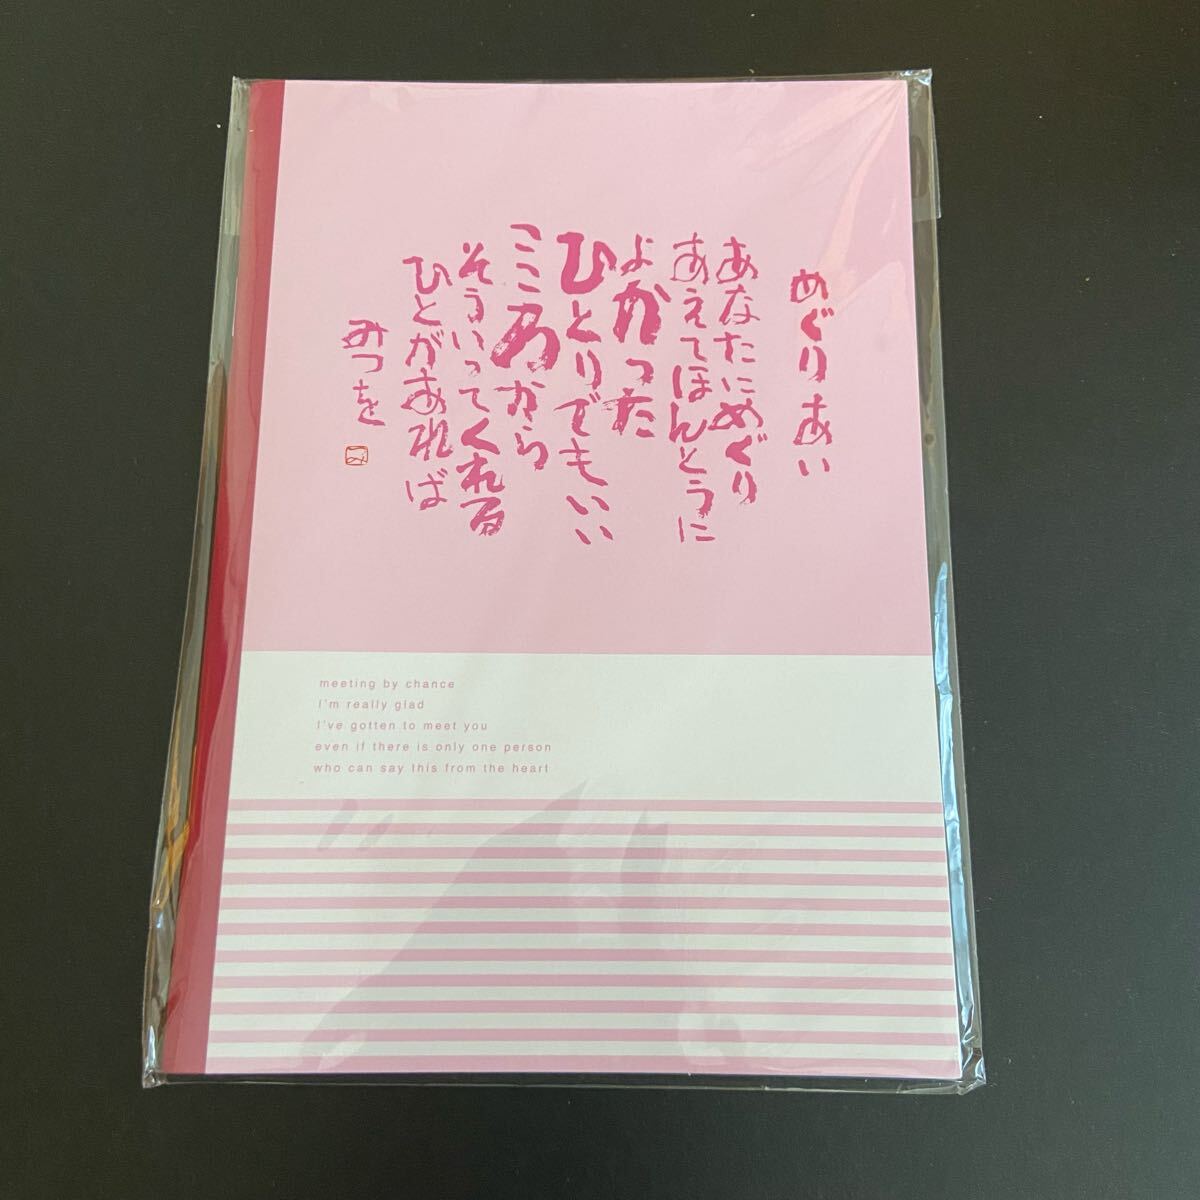 めぐりあい
あなたにめぐり
あえてほんとうに
よかった
ひとりでもいい
こころから
そういってくれる
ひとがあれば
みつを
meeting by chance
I'm really glad
I've gotten to meet you
even if there is only one person
who can say this from the heart